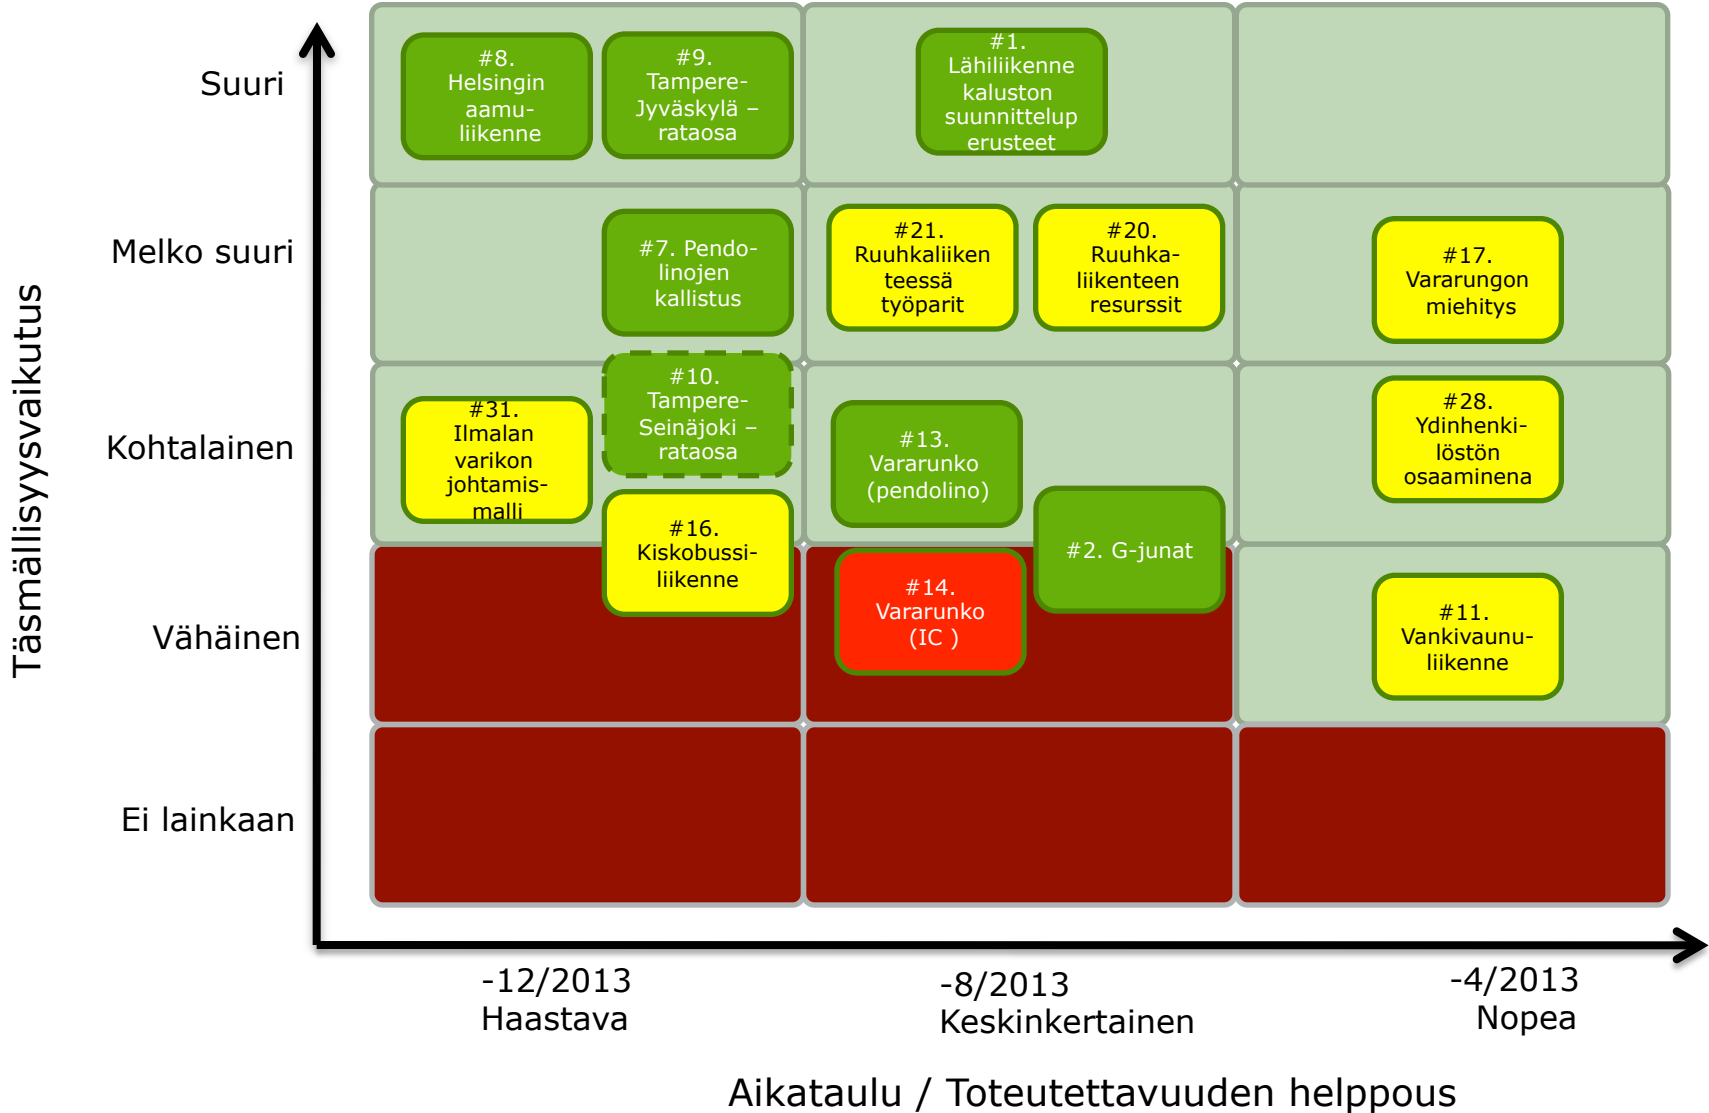 Täsmällisyysvaikutus
Suuri
#8.
Helsingin
aamu-
liikenne
#9.
Tampere-
Jyväskylä –
rataosa
#1.
Lähiliikenne
kaluston
suunnittelup
erusteet
Melko suuri
#7. Pendo-
linojen
kallistus
#21.
Ruuhkaliiken
teessä
työparit
#20.
Ruuhka-
liikenteen
resurssit
#17.
Vararungon
miehitys
Kohtalainen
#31.
Ilmalan
varikon
johtamis-
malli
#10.
Tampere-
Seinäjoki –
rataosa
#13.
Vararunko
(pendolino)
#28.
Ydinhenki-
löstön
osaaminena
#16.
Kiskobussi-
liikenne
#2. G-junat
Vähäinen
#14.
Vararunko
(IC )
#11.
Vankivaunu-
liikenne
Ei lainkaan
-12/2013
Haastava
-8/2013
Keskinkertainen
-4/2013
Nopea
Aikataulu / Toteutettavuuden helppous